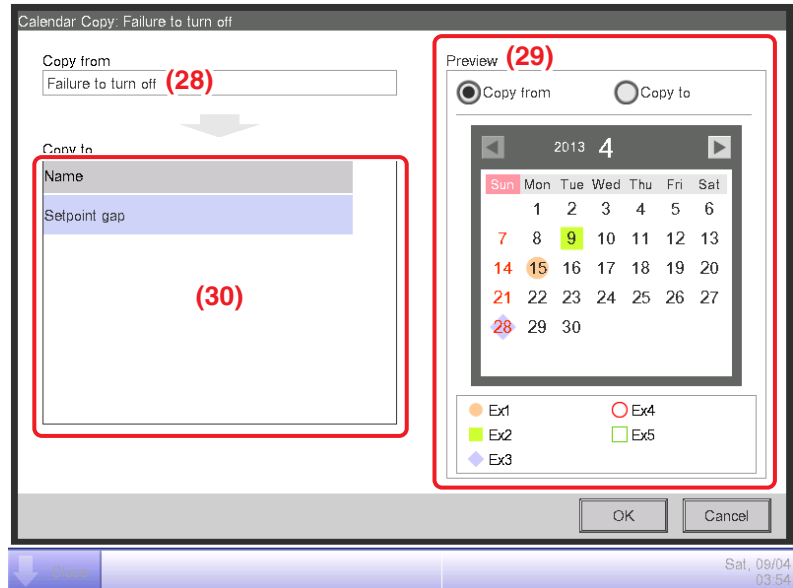 Calendar Copy: Failure to turn off
Copy from
Failure to turn off (28)
Copy to
Name
Setpoint gap
(30)
Preview (29)
Copy from Copy to
2013 4
Sun Mon Tue Wed Thu Fri Sat
1 2 3 4 5 6
7 8 9 10 11 12 13
14 15 16 17 18 19 20
21 22 23 24 25 26 27
28 29 30
Ex1 Ex4
Ex2 Ex5
Ex3
OK Cancel
Sat, 09/04
03:54